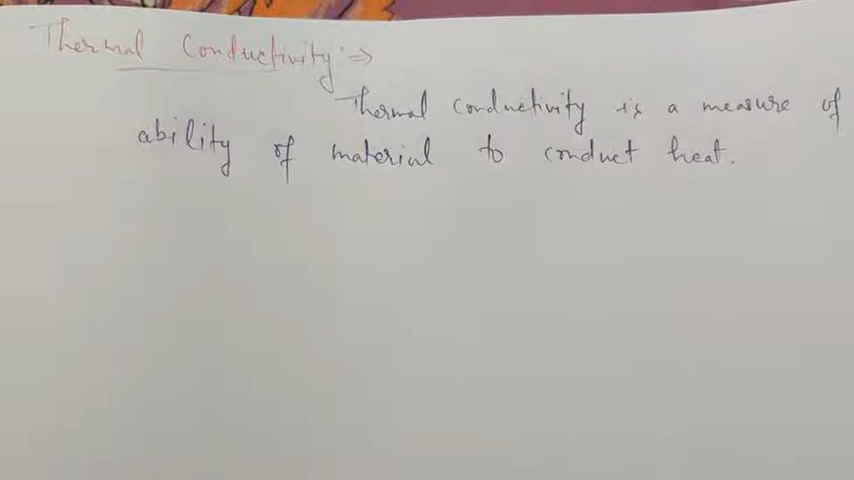 Thermal Conductivity :⇒
Thermal conductivity is a measure of
ability of material to conduct heat.